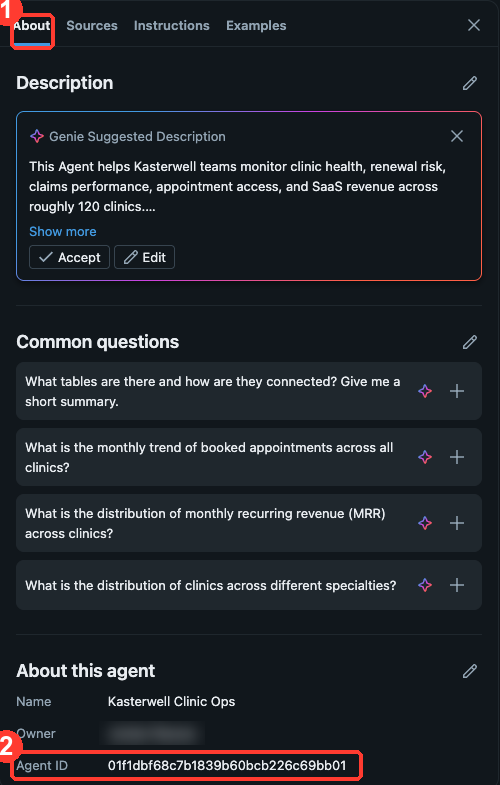 1
About Sources Instructions Examples
Description
Genie Suggested Description
This Agent helps Kasterwell teams monitor clinic health, renewal risk,
claims performance, appointment access, and SaaS revenue across
roughly 120 clinics....
Show more
Accept Edit
Common questions
What tables are there and how are they connected? Give me a
short summary.
What is the monthly trend of booked appointments across all
clinics?
What is the distribution of monthly recurring revenue (MRR)
across clinics?
What is the distribution of clinics across different specialties?
About this agent
Name Kasterwell Clinic Ops
Owner
2
Agent ID 01f1dbf68c7b1839b60bcb226c69bb01